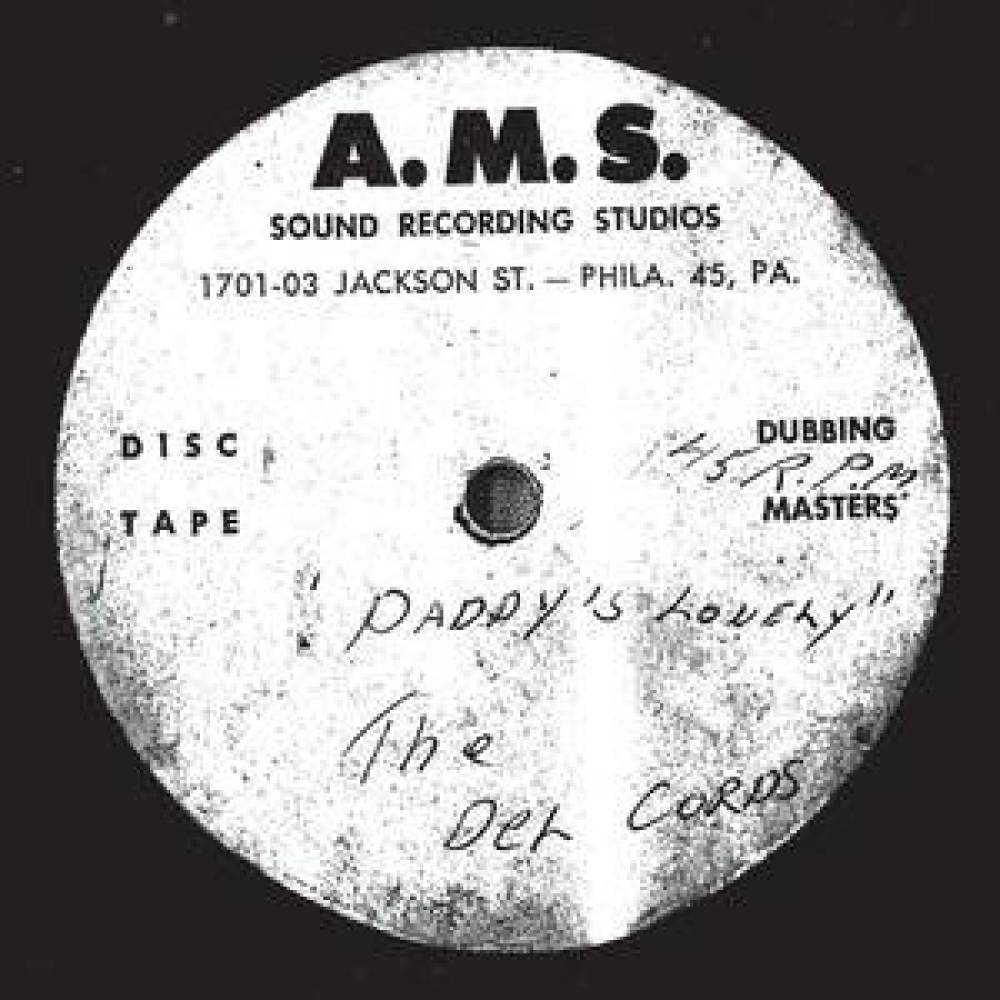 A. M. S.
SOUND RECORDING STUDIOS
1701-03 JACKSON ST. — PHILA. 45, PA.
DISC
DUBBING
45 R.P.M
TAPE
MASTERS
"DADDY'S LONELY"
The
Del CORDS